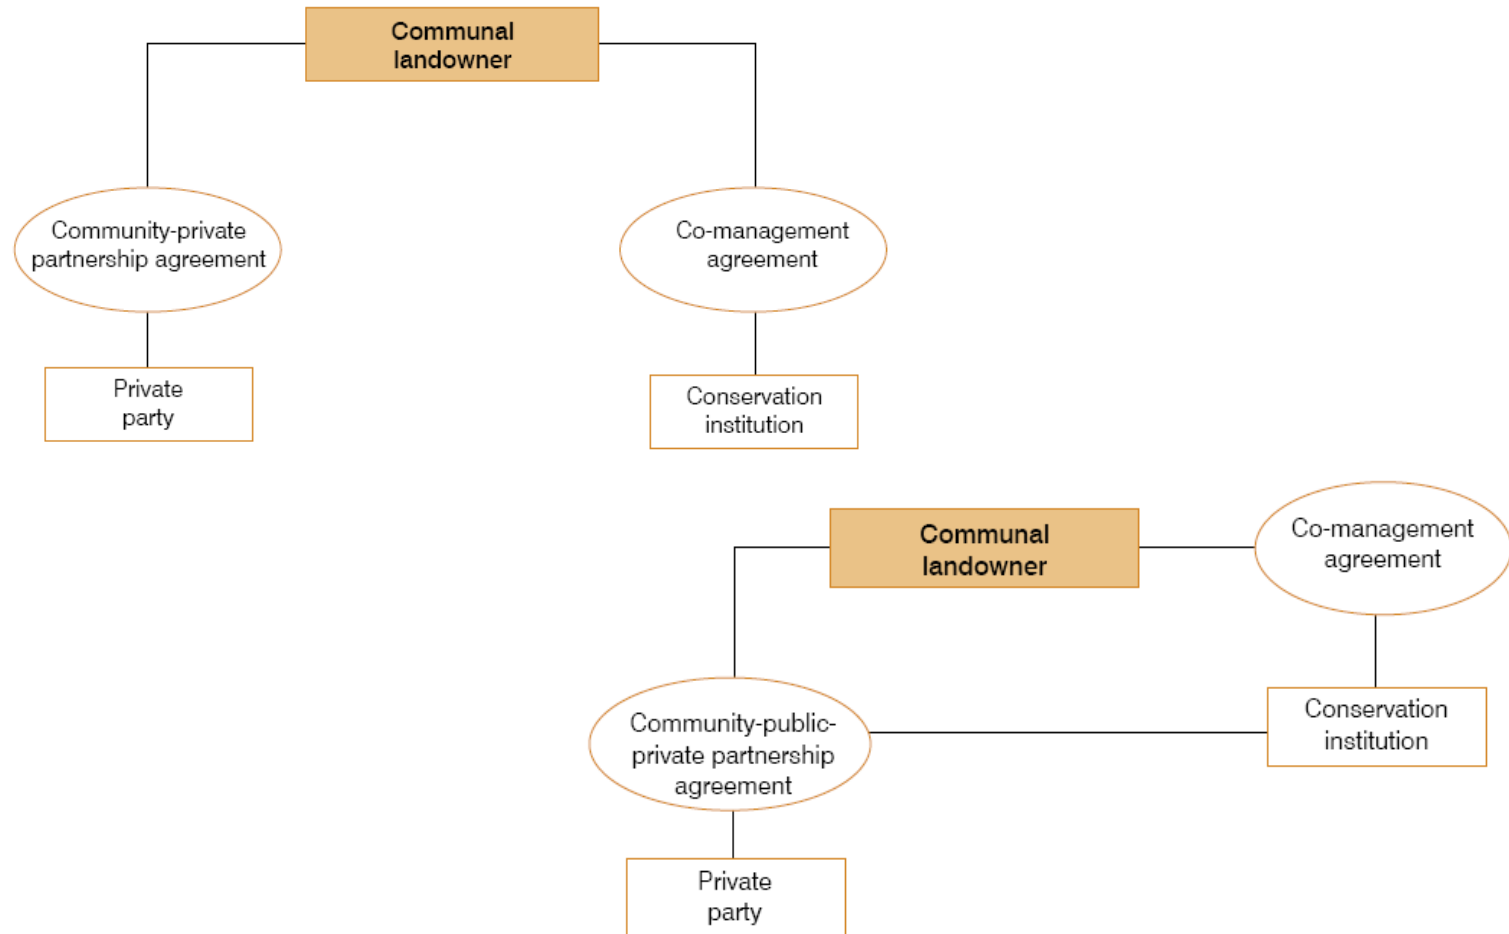 Communal
landowner
Community-private
partnership agreement
Co-management
agreement
Private
party
Conservation
institution
Communal
landowner
Co-management
agreement
Community-public-
private partnership
agreement
Conservation
institution
Private
party